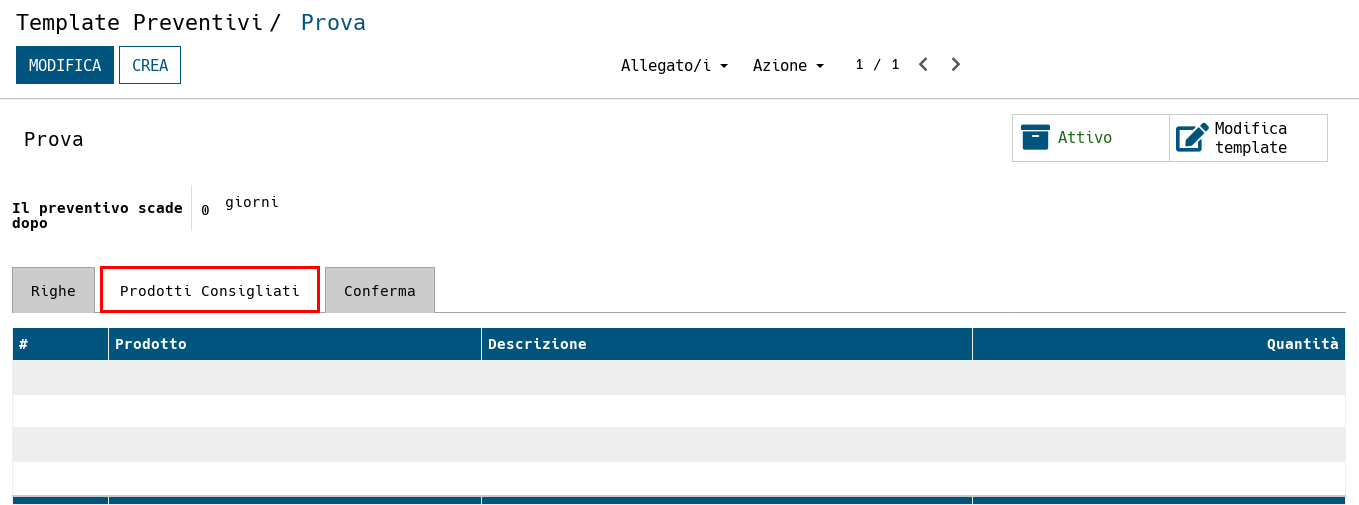 Template Preventivi / Prova
MODIFICA CREA Allegato/i Azione 1 / 1
Prova
Attivo
Modifica
template
Il preventivo scade
dopo
0 giorni
Righe Prodotti Consigliati Conferma
# Prodotto Descrizione Quantità